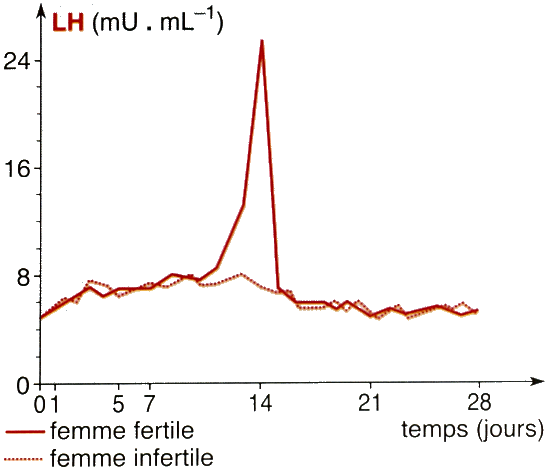 LH (mU . mL⁻¹)
24
16
8
0
0 1 5 7 14 21 28
temps (jours)
femme fertile
femme infertile